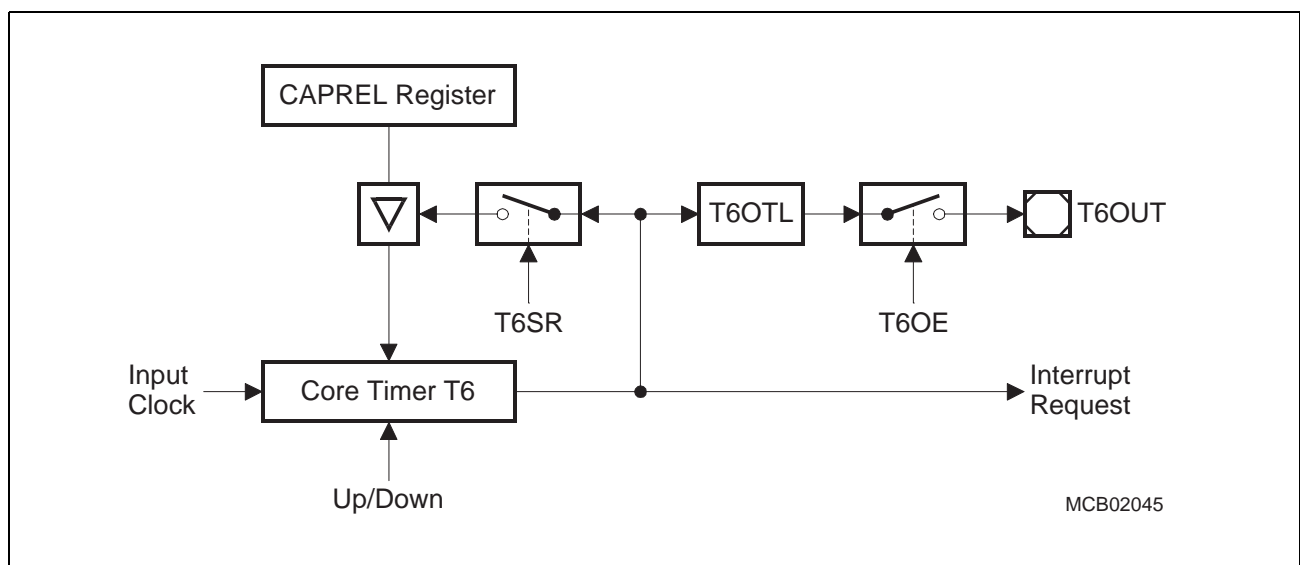 CAPREL Register
T6OTL
T6OUT
T6SR
T6OE
Input
Clock
Core Timer T6
Interrupt
Request
Up/Down
MCB02045